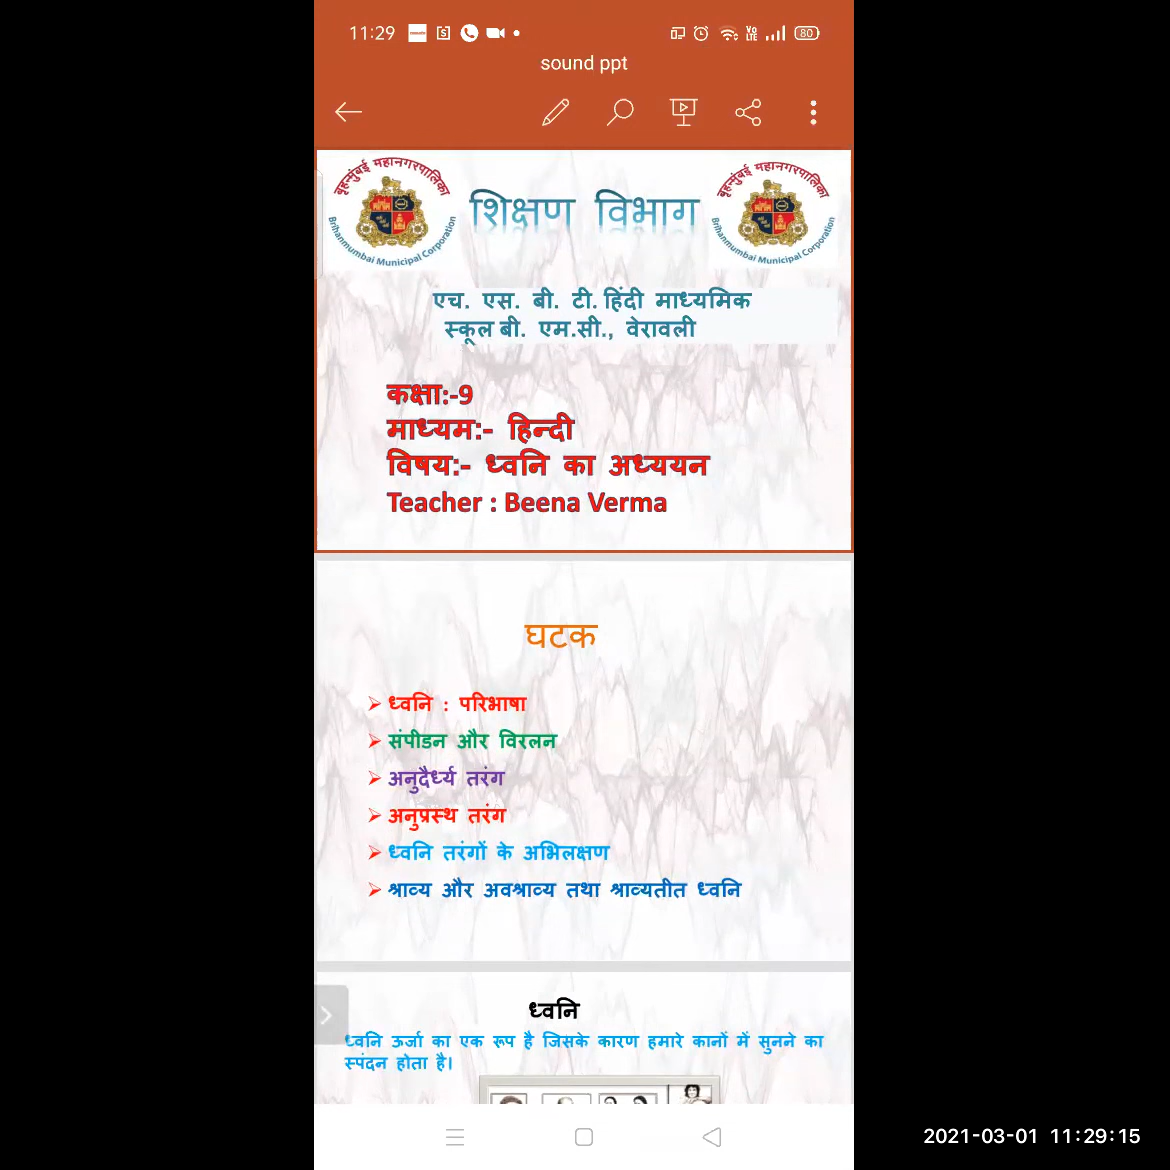 11:29
VO
LTE
80
sound ppt
बृहन्मुंबई महानगरपालिका
Brihanmumbai Municipal Corporation
शिक्षण विभाग
बृहन्मुंबई महानगरपालिका
Brihanmumbai Municipal Corporation
एच. एस. बी. टी. हिंदी माध्यमिक
स्कूल बी. एम.सी., वेरावली
कक्षा:-9
माध्यम:- हिन्दी
विषय:- ध्वनि का अध्ययन
Teacher : Beena Verma
घटक
➢ ध्वनि : परिभाषा
➢ संपीडन और विरलन
➢ अनुदैर्ध्य तरंग
➢ अनुप्रस्थ तरंग
➢ ध्वनि तरंगों के अभिलक्षण
➢ श्राव्य और अवश्राव्य तथा श्राव्यतीत ध्वनि
ध्वनि
ध्वनि ऊर्जा का एक रूप है जिसके कारण हमारे कानों में सुनने का
स्पंदन होता है।
2021-03-01 11:29:15